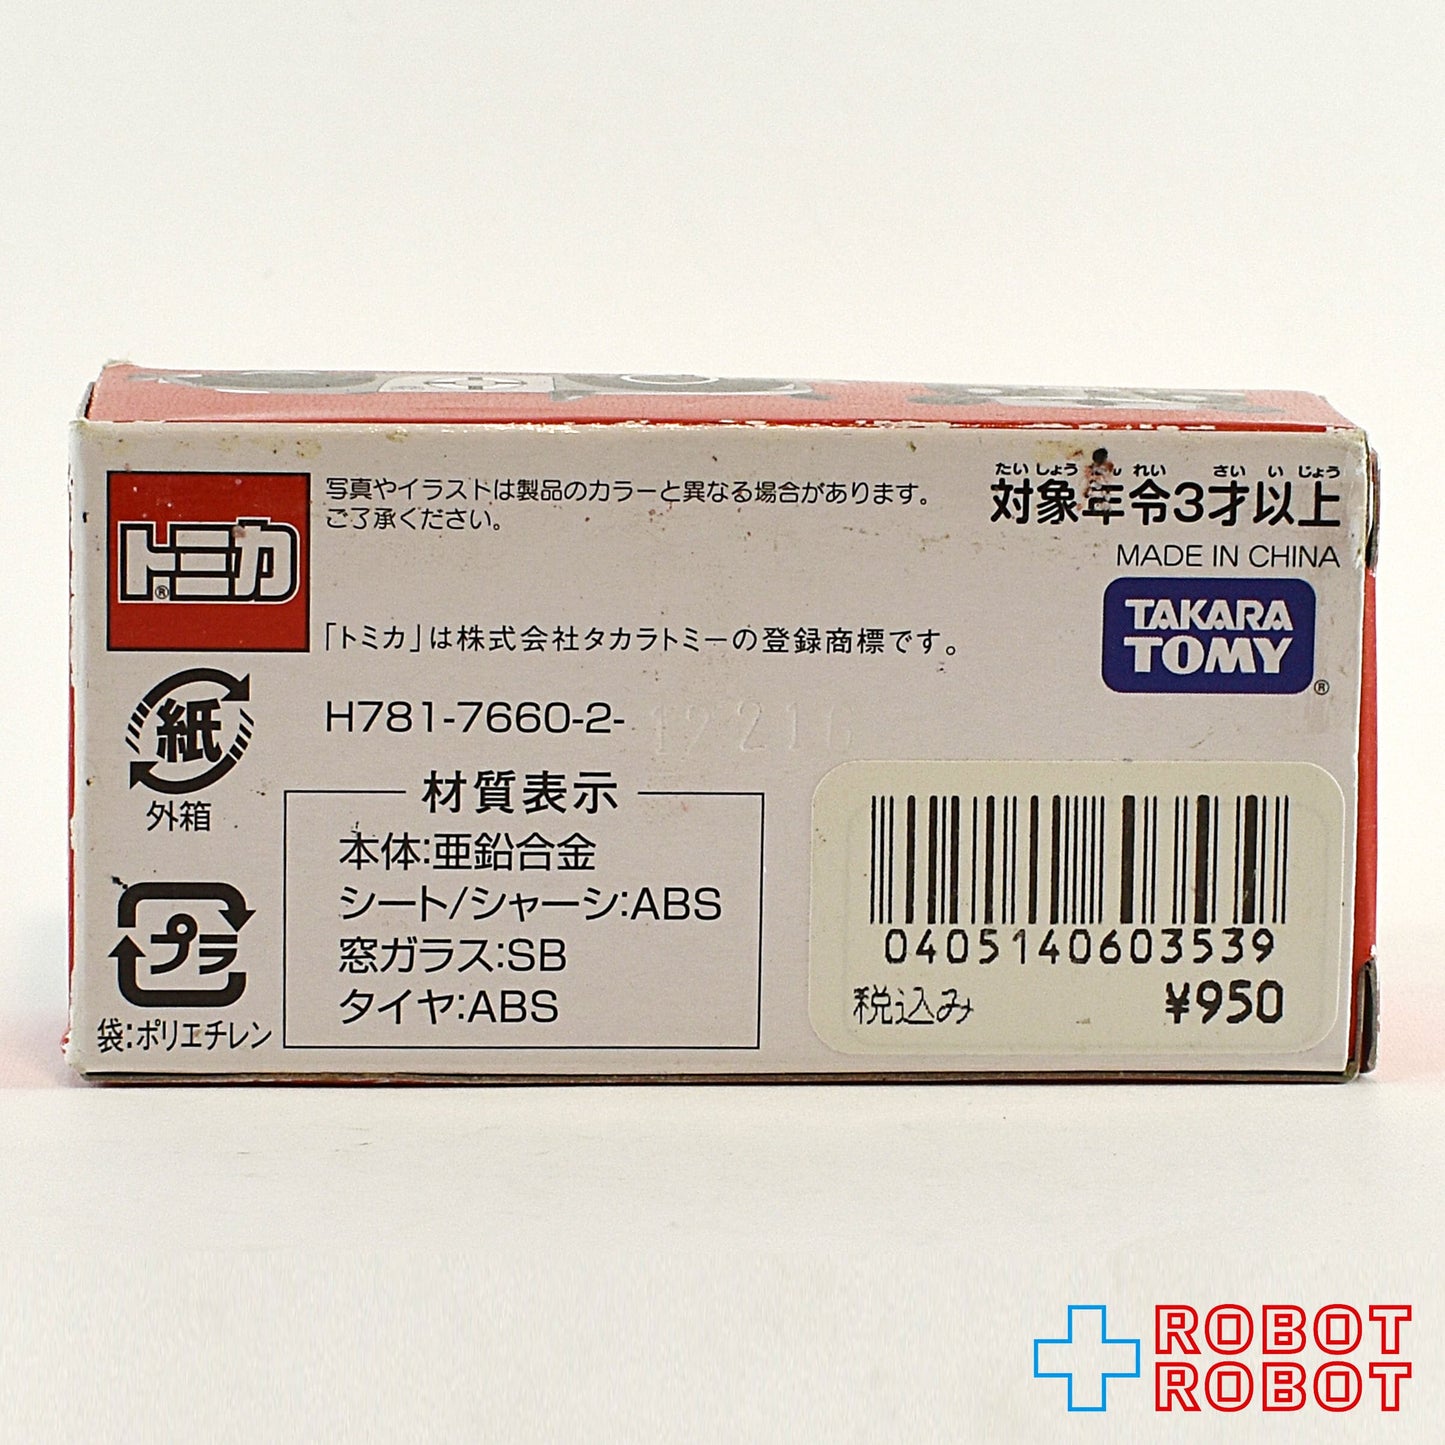 トミカ®
写真やイラストは製品のカラーと異なる場合があります。
ご了承ください。
たいしょう れい さい いじょう
対象年令3才以上
MADE IN CHINA
TAKARA
TOMY®
「トミカ」は株式会社タカラトミーの登録商標です。
H781-7660-2-
紙
外箱
プラ
袋:ポリエチレン
材質表示
本体:亜鉛合金
シート/シャーシ:ABS
窓ガラス:SB
タイヤ:ABS
0405140603539
税込み ¥950
ROBOT
ROBOT